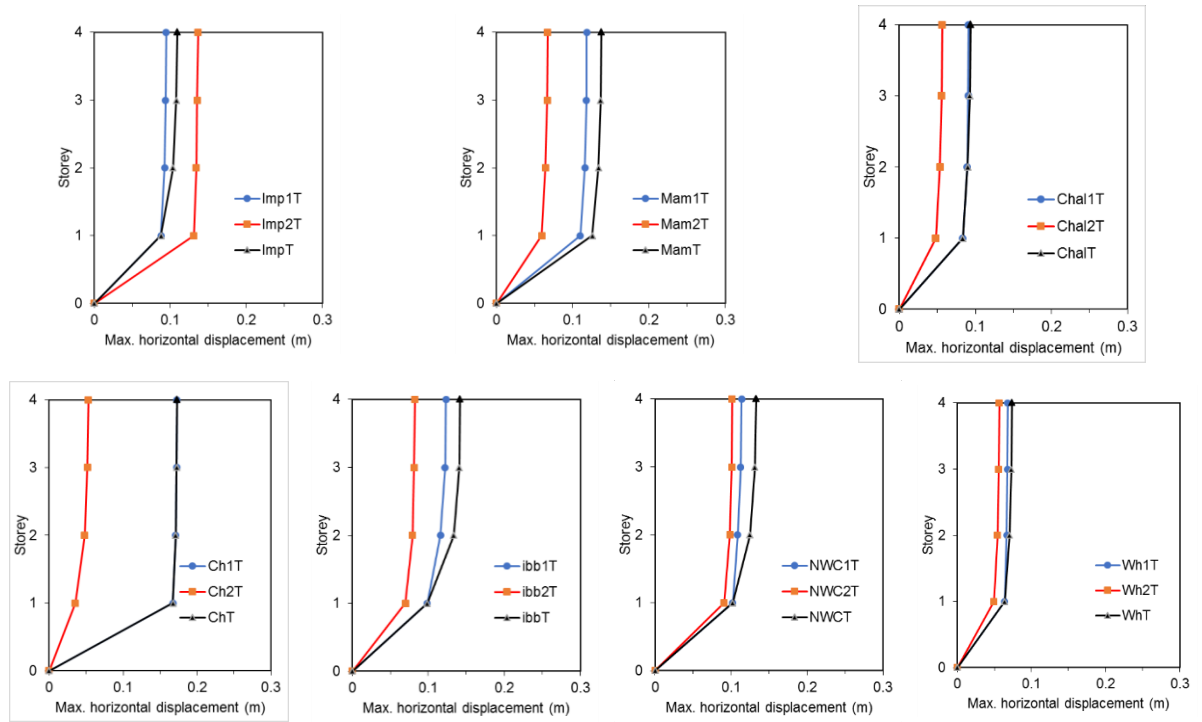 4
3
2
1
0
Storey
Imp1T
Imp2T
ImpT
0 0.1 0.2 0.3
Max. horizontal displacement (m)
4
3
2
1
0
Storey
Mam1T
Mam2T
MamT
0 0.1 0.2 0.3
Max. horizontal displacement (m)
4
3
2
1
0
Storey
Chal1T
Chal2T
ChalT
0 0.1 0.2 0.3
Max. horizontal displacement (m)
4
3
2
1
0
Storey
Ch1T
Ch2T
ChT
0 0.1 0.2 0.3
Max. horizontal displacement (m)
4
3
2
1
0
Storey
ibb1T
ibb2T
ibbT
0 0.1 0.2 0.3
Max. horizontal displacement (m)
4
3
2
1
0
Storey
NWC1T
NWC2T
NWCT
0 0.1 0.2 0.3
Max. horizontal displacement (m)
4
3
2
1
0
Storey
Wh1T
Wh2T
WhT
0 0.1 0.2 0.3
Max. horizontal displacement (m)